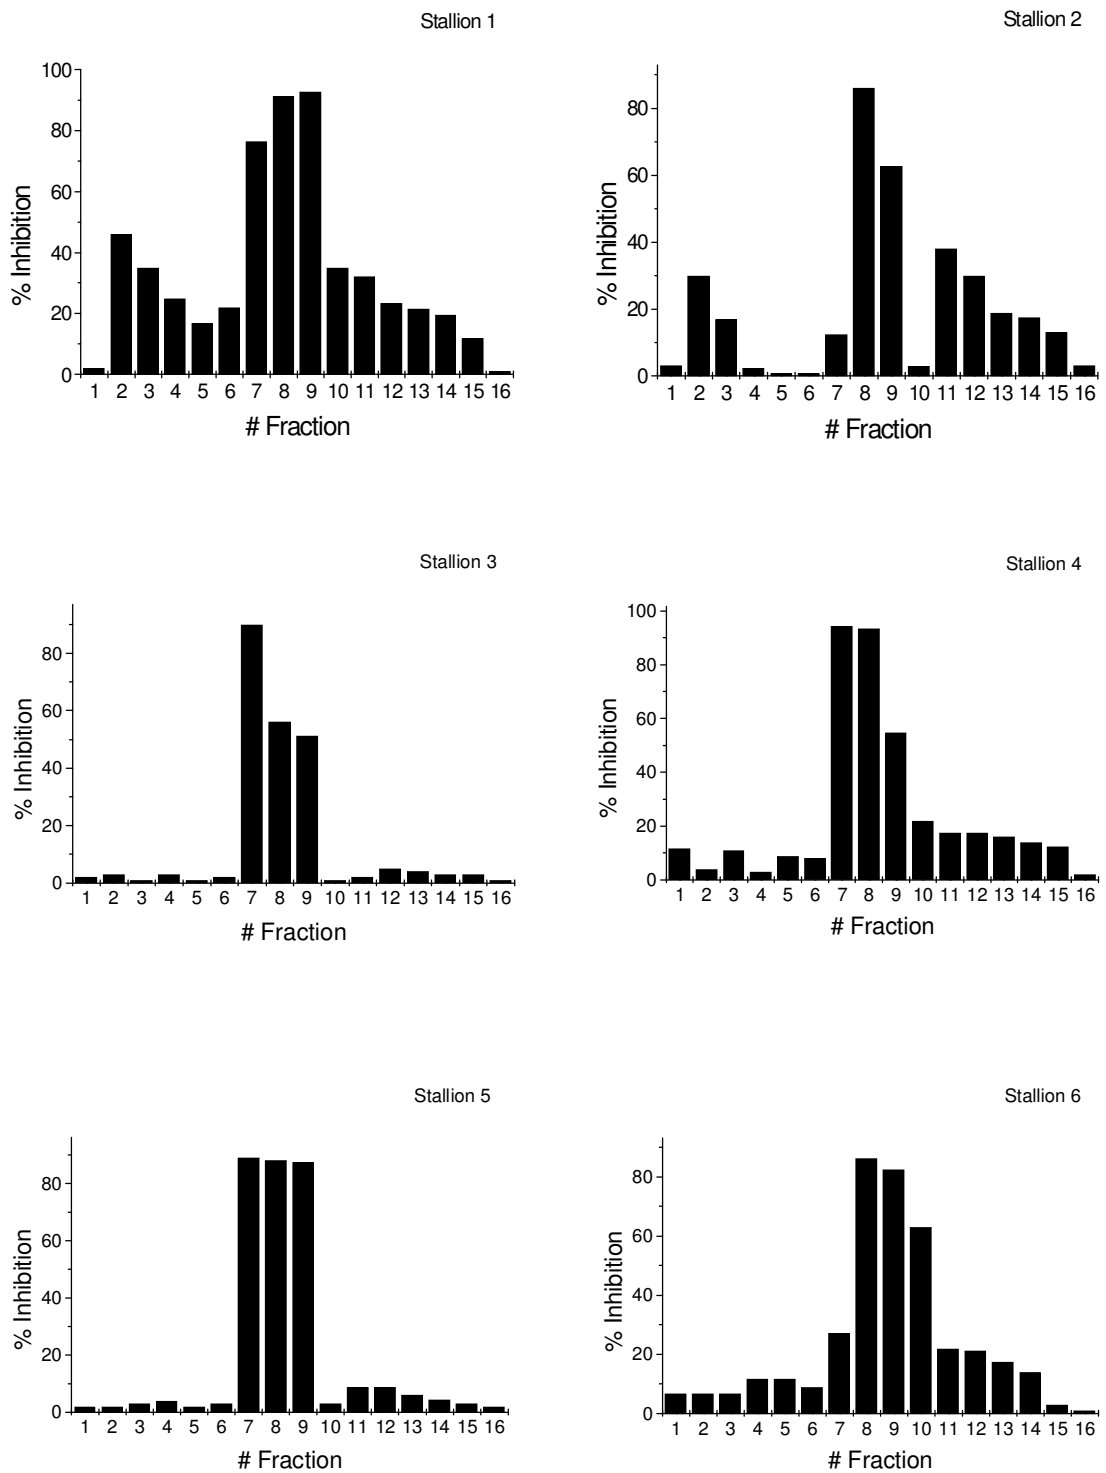 Stallion 1
100
80
60
40
20
0
% Inhibition
1 2 3 4 5 6 7 8 9 10 11 12 13 14 15 16
# Fraction
Stallion 2
80
60
40
20
0
% Inhibition
1 2 3 4 5 6 7 8 9 10 11 12 13 14 15 16
# Fraction
Stallion 3
80
60
40
20
0
% Inhibition
1 2 3 4 5 6 7 8 9 10 11 12 13 14 15 16
# Fraction
Stallion 4
100
80
60
40
20
0
% Inhibition
1 2 3 4 5 6 7 8 9 10 11 12 13 14 15 16
# Fraction
Stallion 5
80
60
40
20
0
% Inhibition
1 2 3 4 5 6 7 8 9 10 11 12 13 14 15 16
# Fraction
Stallion 6
80
60
40
20
0
% Inhibition
1 2 3 4 5 6 7 8 9 10 11 12 13 14 15 16
# Fraction